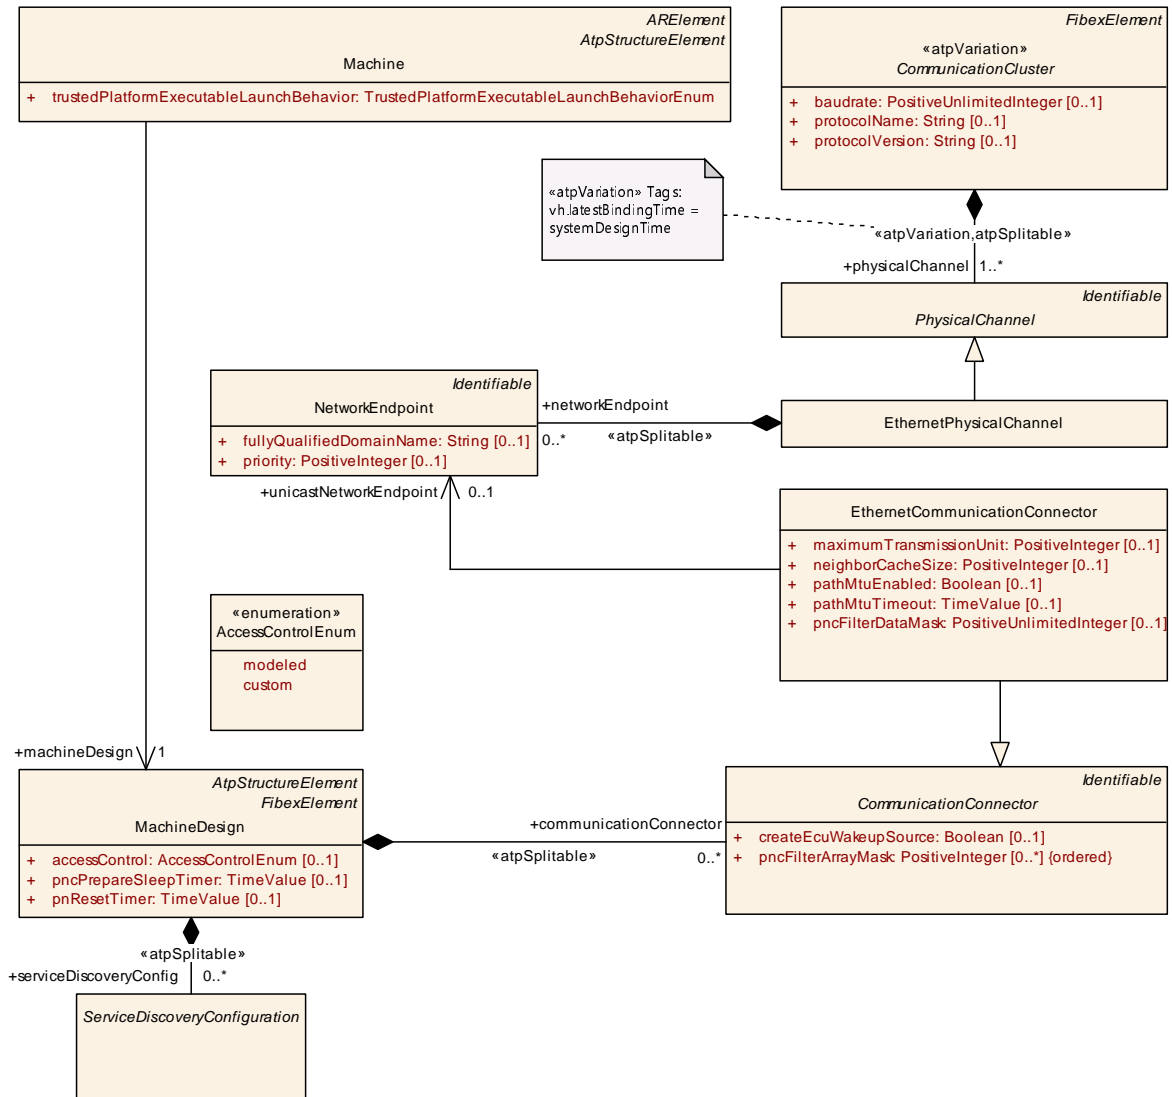 ARElement
AtpStructureElement
Machine
+ trustedPlatformExecutableLaunchBehavior: TrustedPlatformExecutableLaunchBehaviorEnum
FibexElement
«atpVariation»
CommunicationCluster
+ baudrate: PositiveUnlimitedInteger [0..1]
+ protocolName: String [0..1]
+ protocolVersion: String [0..1]
«atpVariation» Tags:
vh.latestBindingTime =
systemDesignTime
«atpVariation,atpSplitable»
+physicalChannel 1..*
Identifiable
PhysicalChannel
Identifiable
NetworkEndpoint
+ fullyQualifiedDomainName: String [0..1]
+ priority: PositiveInteger [0..1]
+networkEndpoint
0..* «atpSplitable»
EthernetPhysicalChannel
+unicastNetworkEndpoint 0..1
EthernetCommunicationConnector
+ maximumTransmissionUnit: PositiveInteger [0..1]
+ neighborCacheSize: PositiveInteger [0..1]
+ pathMtuEnabled: Boolean [0..1]
+ pathMtuTimeout: TimeValue [0..1]
+ pncFilterDataMask: PositiveUnlimitedInteger [0..1]
«enumeration»
AccessControlEnum
modeled
custom
+machineDesign 1
AtpStructureElement
FibexElement
MachineDesign
+ accessControl: AccessControlEnum [0..1]
+ pncPrepareSleepTimer: TimeValue [0..1]
+ pnResetTimer: TimeValue [0..1]
+communicationConnector
«atpSplitable» 0..*
Identifiable
CommunicationConnector
+ createEcuWakeupSource: Boolean [0..1]
+ pncFilterArrayMask: PositiveInteger [0..*] {ordered}
«atpSplitable»
+serviceDiscoveryConfig 0..*
ServiceDiscoveryConfiguration